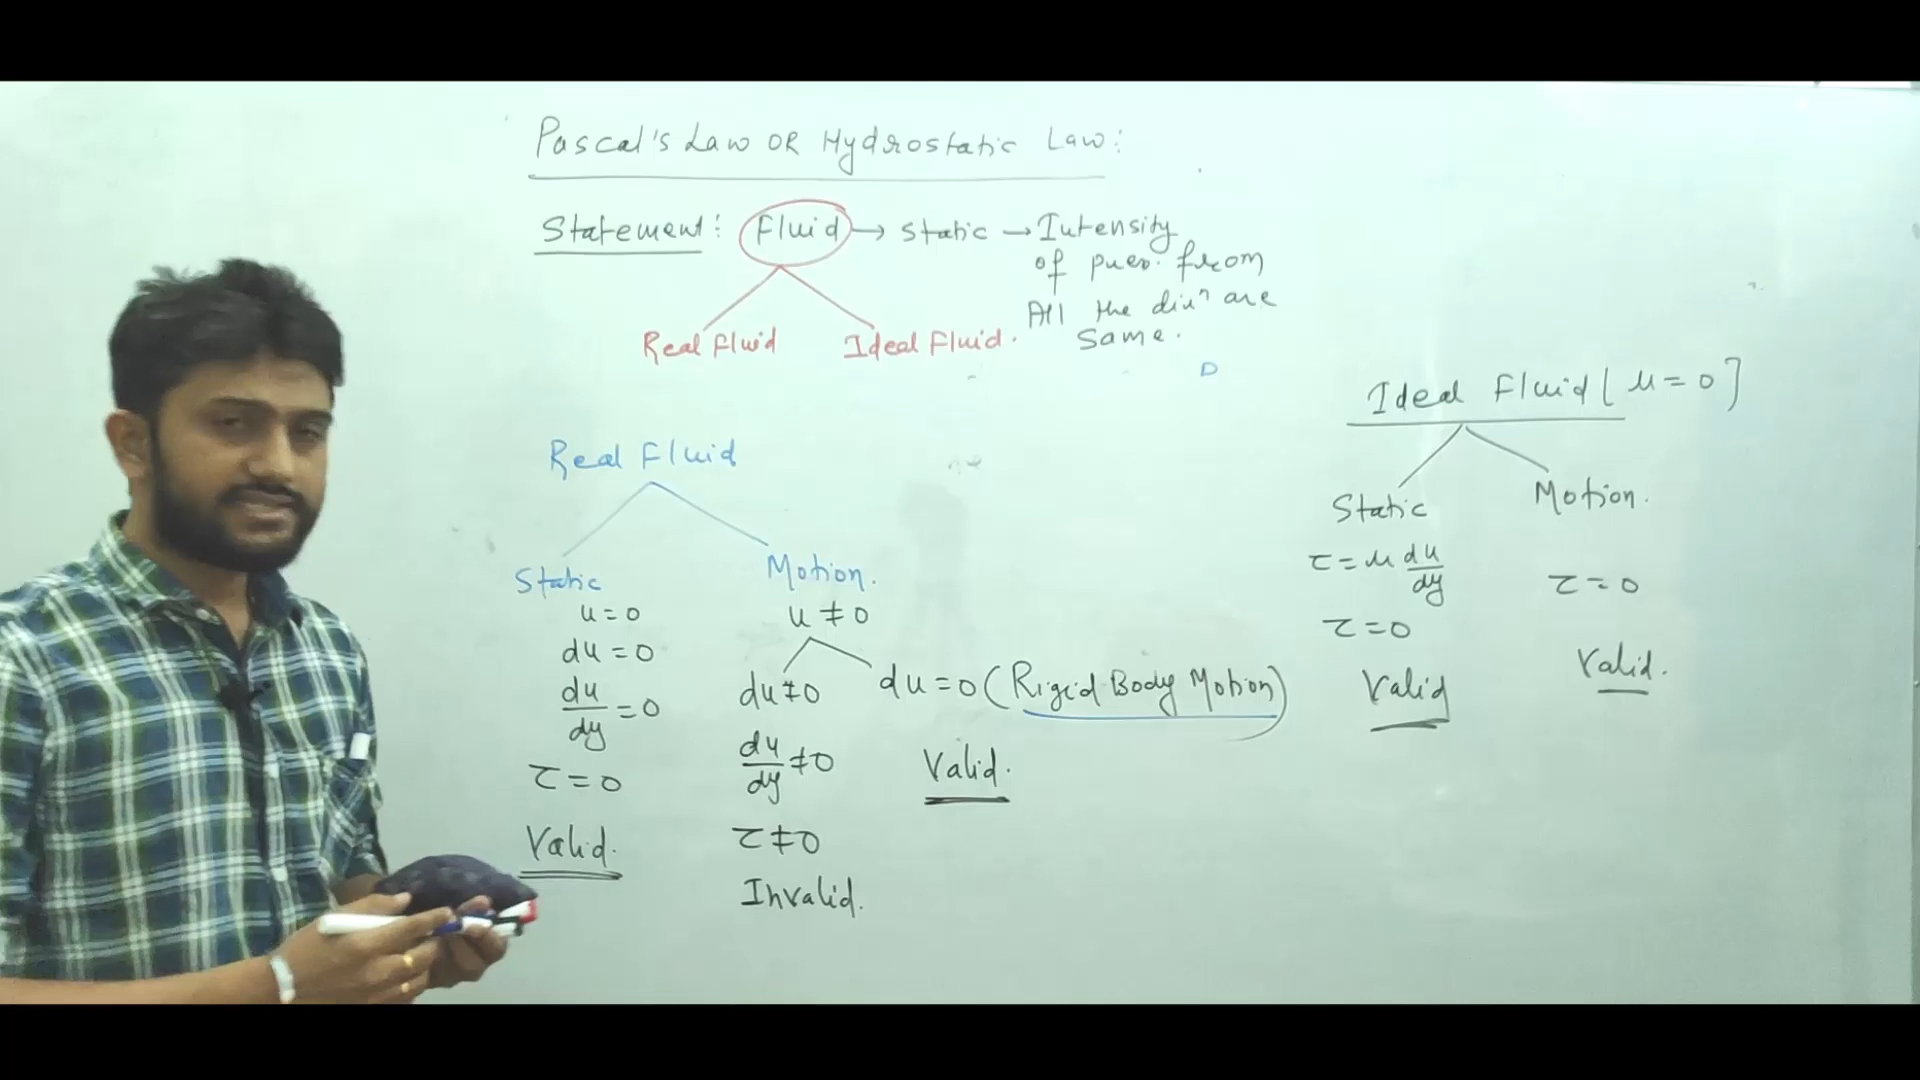 Pascal's Law OR Hydrostatic Law:
Statement: Fluid → static → Intensity
of pres. from
All the dirⁿ are
same.
Real Fluid
Ideal Fluid.
D
Real Fluid
Static
u = 0
du = 0
du/dy = 0
τ = 0
Valid.
Motion.
u ≠ 0
du ≠ 0
du/dy ≠ 0
τ ≠ 0
Invalid.
du = 0 (Rigid Body Motion)
Valid.
Ideal Fluid [ μ = 0 ]
Static
τ = μ du/dy
τ = 0
Valid
Motion.
τ = 0
Valid.